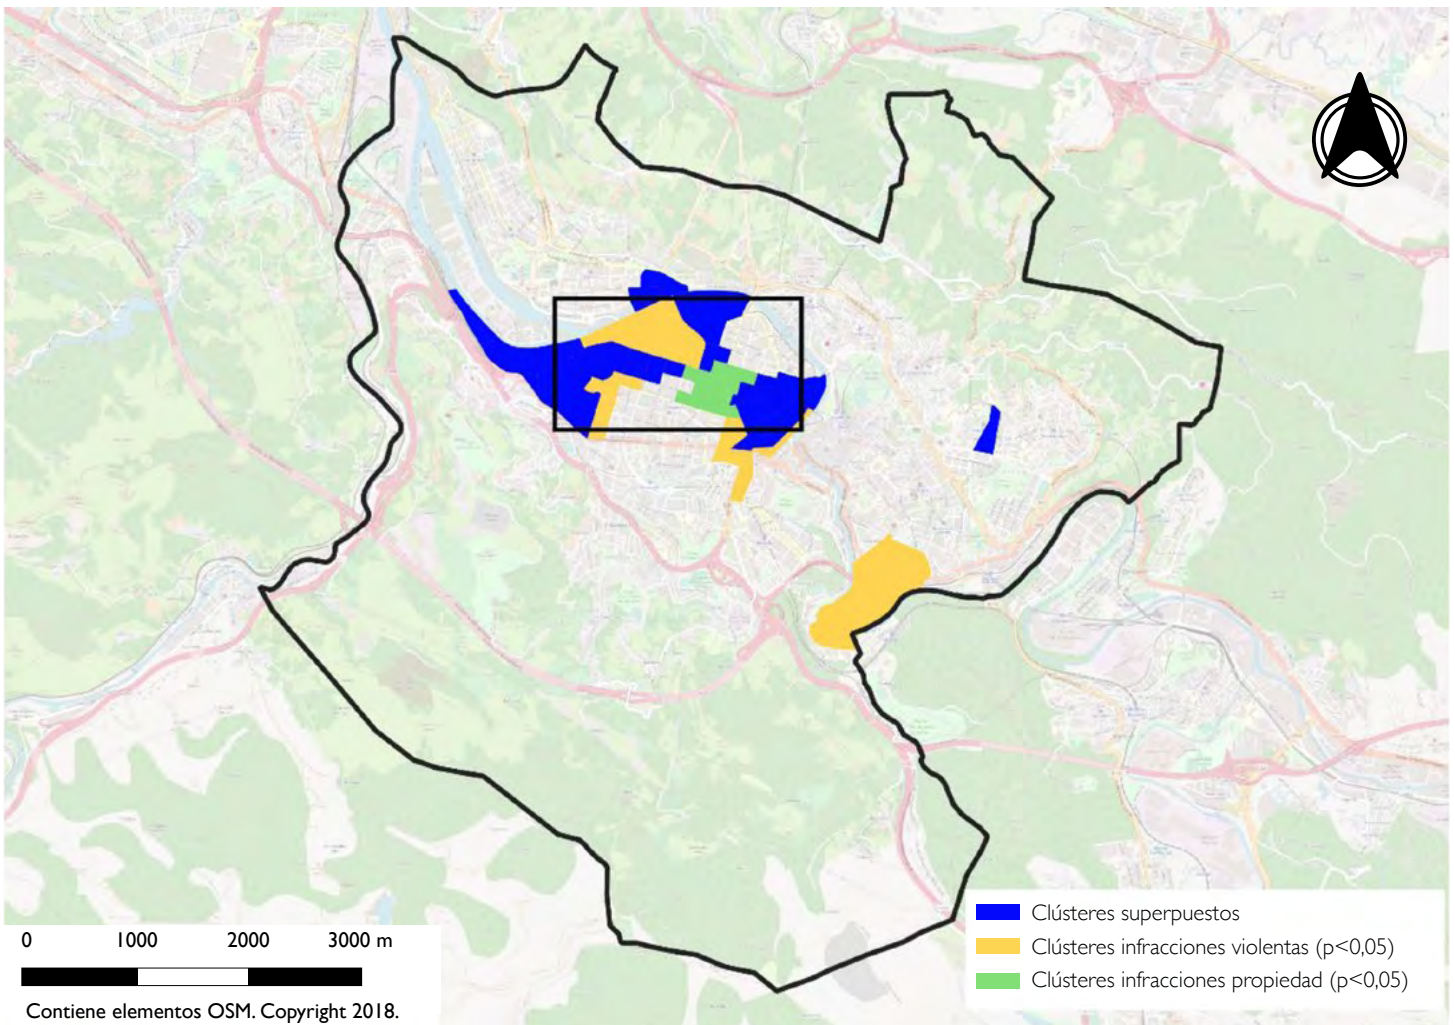 Clústeres superpuestos
Clústeres infracciones violentas (p<0,05)
Clústeres infracciones propiedad (p<0,05)
0 1000 2000 3000 m
Contiene elementos OSM. Copyright 2018.